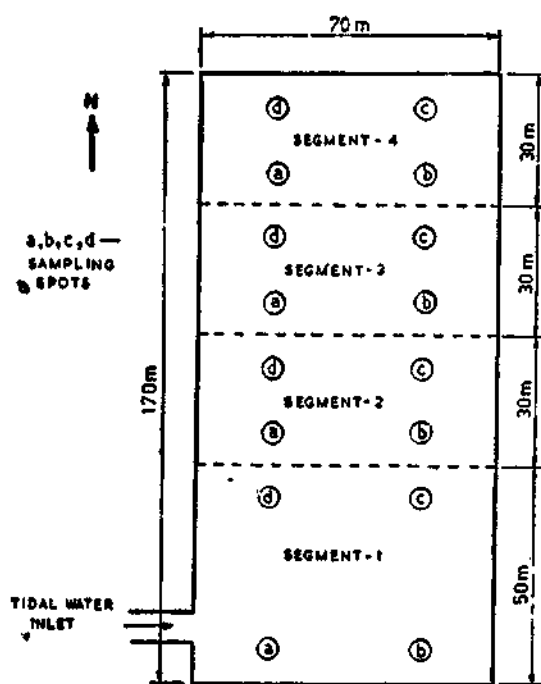 70 m
N
d c
SEGMENT - 4
a b
30 m
a,b,c,d —
SAMPLING
SPOTS
d c
SEGMENT - 3
a b
30 m
170m
d c
SEGMENT - 2
a b
30 m
d c
SEGMENT - 1
50m
TIDAL WATER
INLET
a b